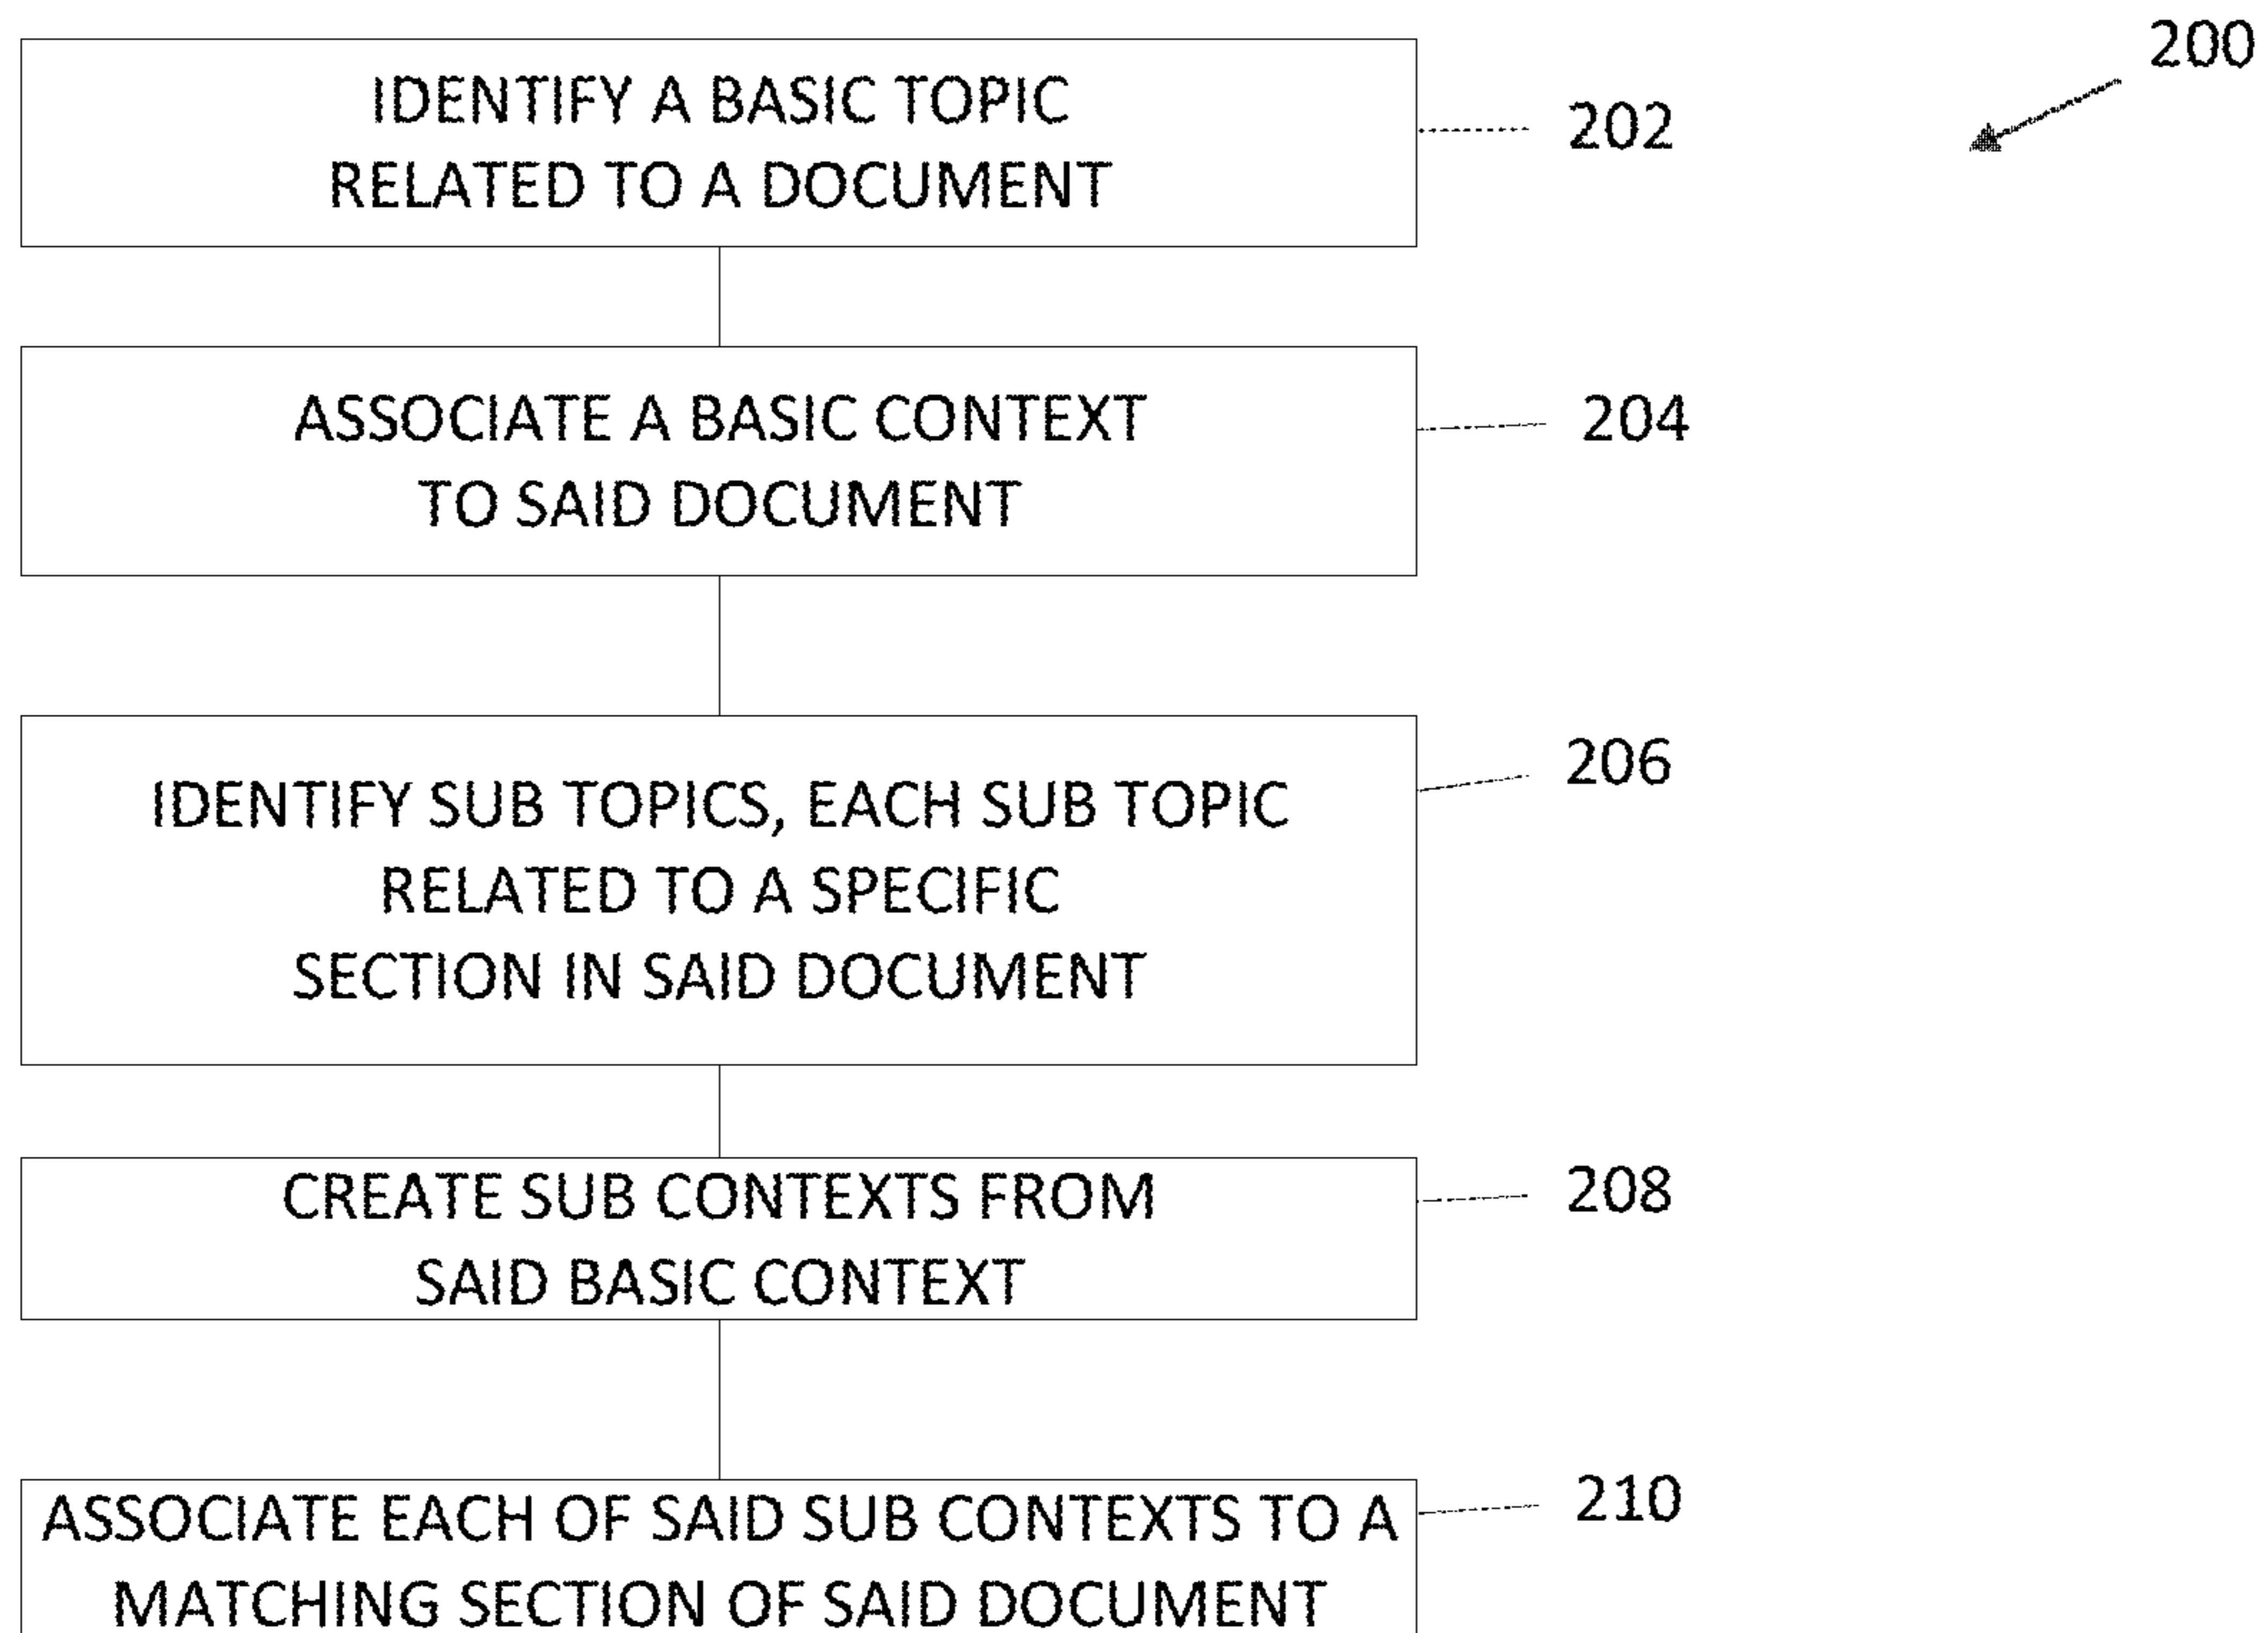 200
IDENTIFY A BASIC TOPIC
RELATED TO A DOCUMENT
202
ASSOCIATE A BASIC CONTEXT
TO SAID DOCUMENT
204
IDENTIFY SUB TOPICS, EACH SUB TOPIC
RELATED TO A SPECIFIC
SECTION IN SAID DOCUMENT
206
CREATE SUB CONTEXTS FROM
SAID BASIC CONTEXT
208
ASSOCIATE EACH OF SAID SUB CONTEXTS TO A
MATCHING SECTION OF SAID DOCUMENT
210